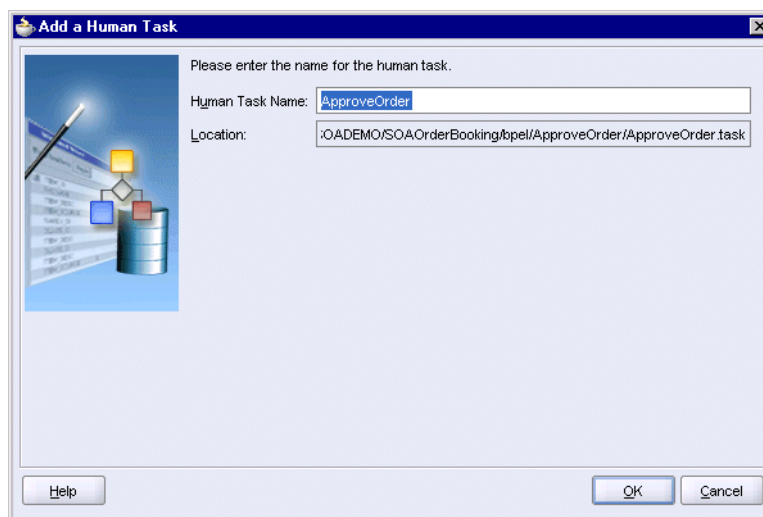 Add a Human Task
Please enter the name for the human task.
Human Task Name: ApproveOrder
Location: :OADEMO/SOAOrderBooking/bpel/ApproveOrder/ApproveOrder.task
Help OK Cancel